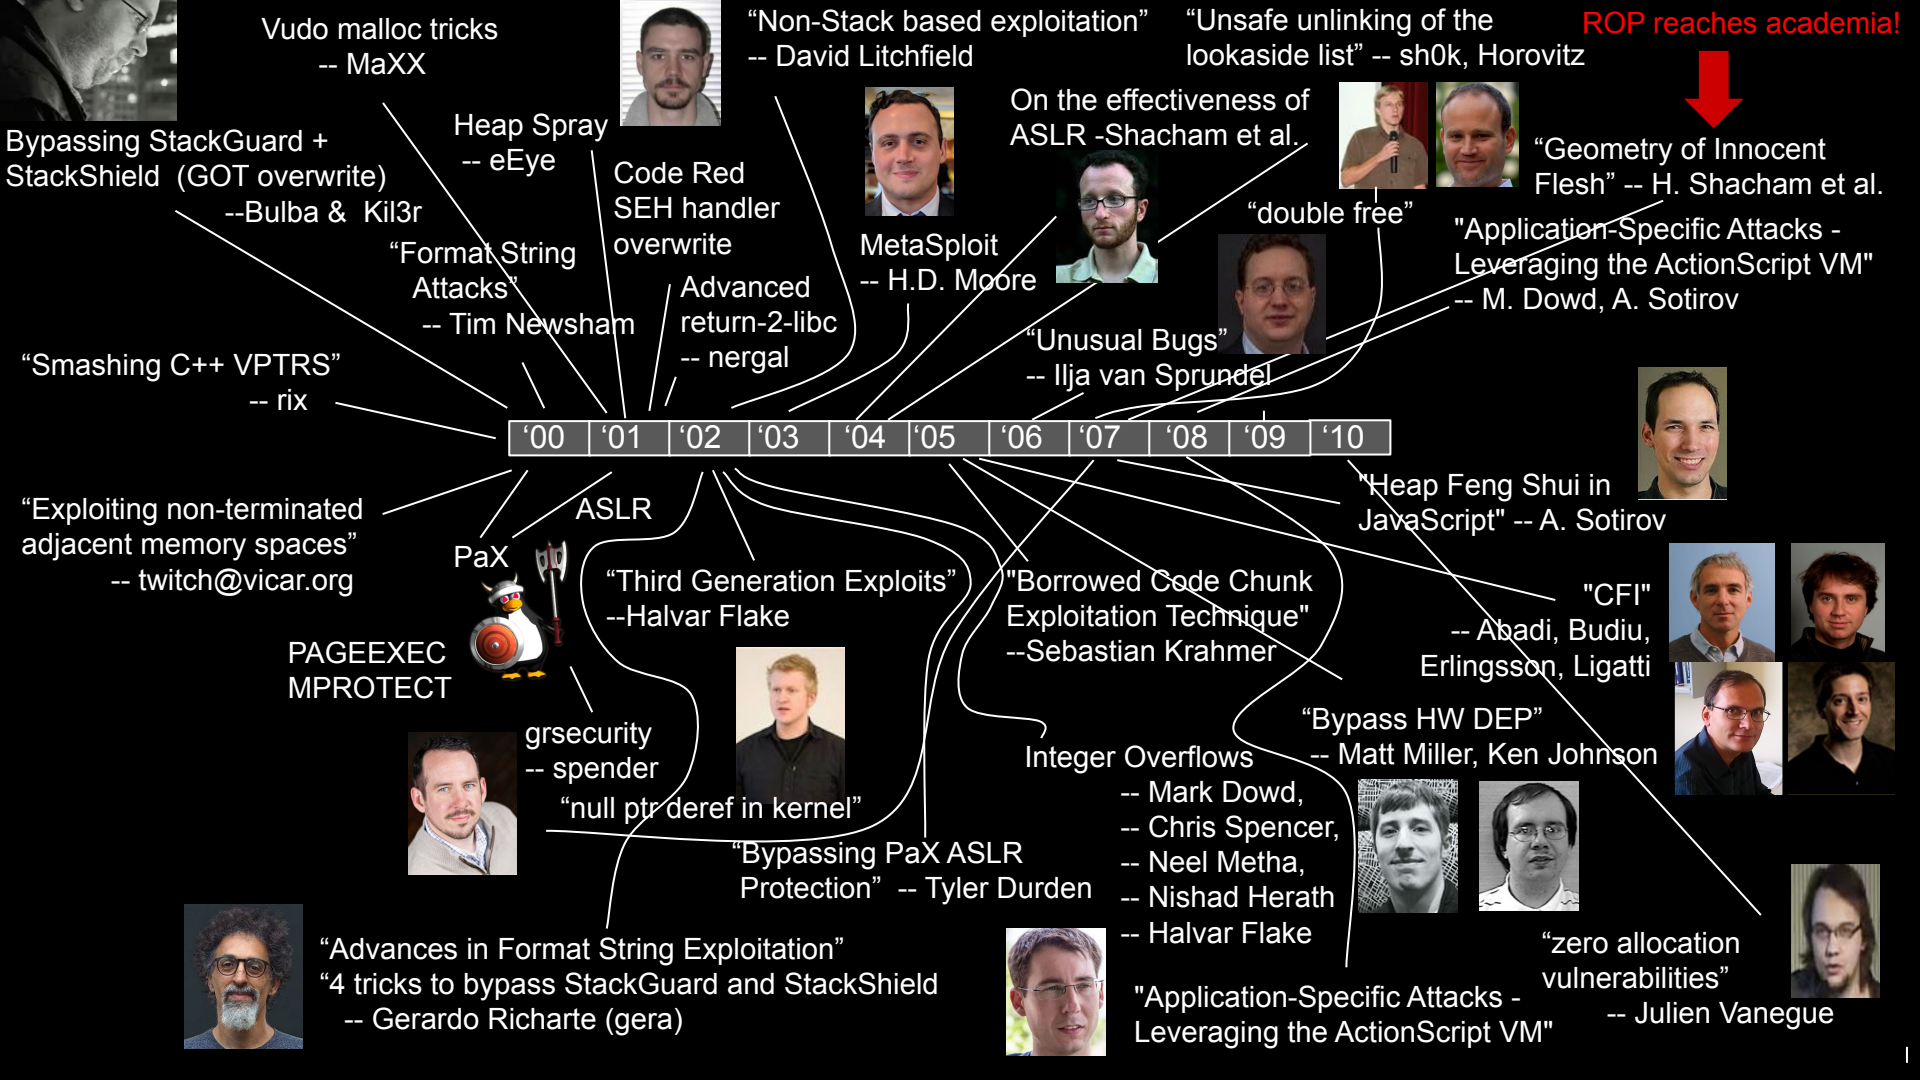 Vudo malloc tricks
-- MaXX
“Non-Stack based exploitation”
-- David Litchfield
“Unsafe unlinking of the
lookaside list” -- sh0k, Horovitz
ROP reaches academia!
Bypassing StackGuard +
StackShield (GOT overwrite)
--Bulba & Kil3r
Heap Spray
-- eEye
Code Red
SEH handler
overwrite
On the effectiveness of
ASLR -Shacham et al.
“Geometry of Innocent
Flesh” -- H. Shacham et al.
“double free”
"Application-Specific Attacks -
Leveraging the ActionScript VM"
-- M. Dowd, A. Sotirov
“Format String
Attacks”
-- Tim Newsham
Advanced
return-2-libc
-- nergal
MetaSploit
-- H.D. Moore
“Unusual Bugs”
-- Ilja van Sprundel
“Smashing C++ VPTRS”
-- rix
‘00 ‘01 ‘02 ‘03 ‘04 ‘05 ‘06 ‘07 ‘08 ‘09 ‘10
“Exploiting non-terminated
adjacent memory spaces”
-- twitch@vicar.org
ASLR
PaX
PAGEEXEC
MPROTECT
“Third Generation Exploits”
--Halvar Flake
"Borrowed Code Chunk
Exploitation Technique"
--Sebastian Krahmer
"Heap Feng Shui in
JavaScript" -- A. Sotirov
"CFI"
-- Abadi, Budiu,
Erlingsson, Ligatti
grsecurity
-- spender
“null ptr deref in kernel”
“Bypass HW DEP”
-- Matt Miller, Ken Johnson
Integer Overflows
-- Mark Dowd,
-- Chris Spencer,
-- Neel Metha,
-- Nishad Herath
-- Halvar Flake
“Bypassing PaX ASLR
Protection” -- Tyler Durden
“Advances in Format String Exploitation”
“4 tricks to bypass StackGuard and StackShield
-- Gerardo Richarte (gera)
"Application-Specific Attacks -
Leveraging the ActionScript VM"
“zero allocation
vulnerabilities”
-- Julien Vanegue